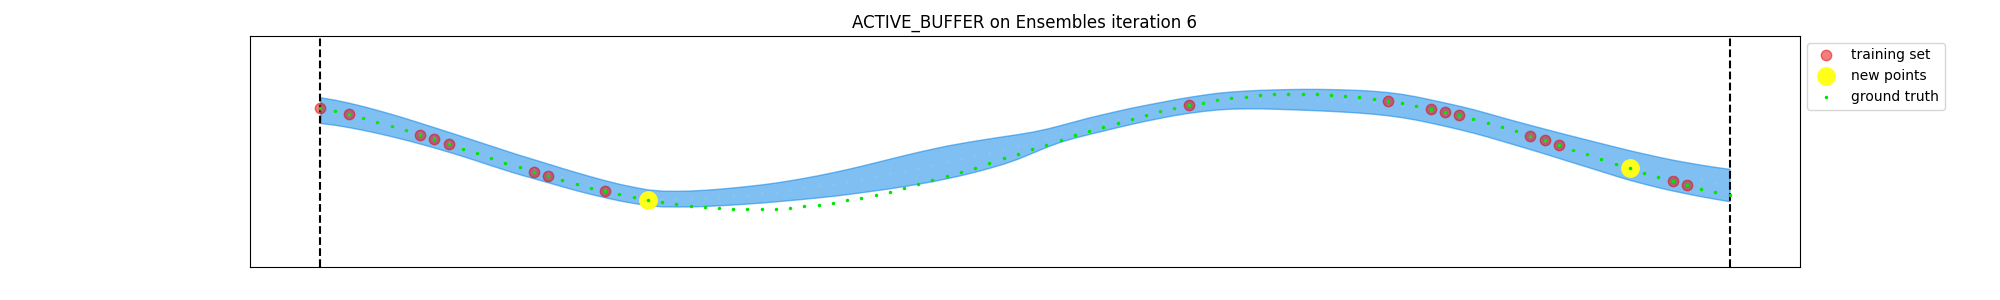 ACTIVE_BUFFER on Ensembles iteration 6
training set
new points
ground truth